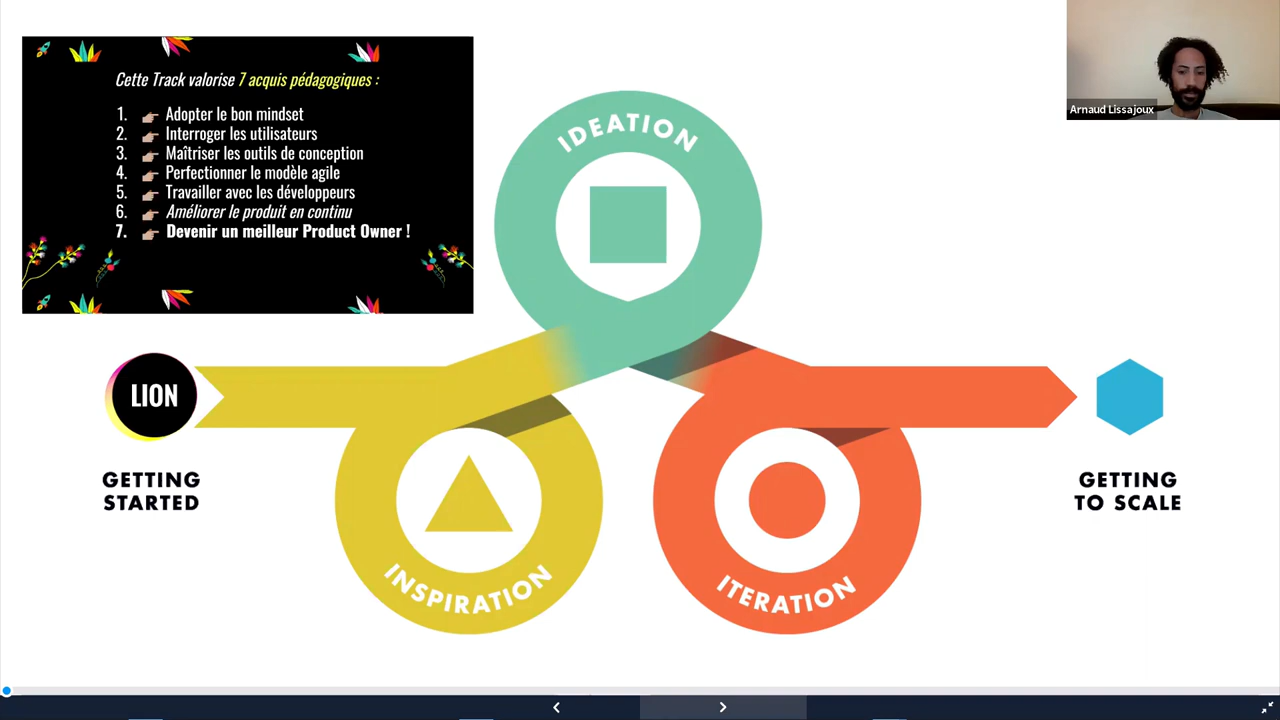 Cette Track valorise 7 acquis pédagogiques :
1. Adopter le bon mindset
2. Interroger les utilisateurs
3. Maîtriser les outils de conception
4. Perfectionner le modèle agile
5. Travailler avec les développeurs
6. Améliorer le produit en continu
7. Devenir un meilleur Product Owner !
Arnaud Lissajoux
IDEATION
LION
GETTING
STARTED
INSPIRATION
ITERATION
GETTING
TO SCALE